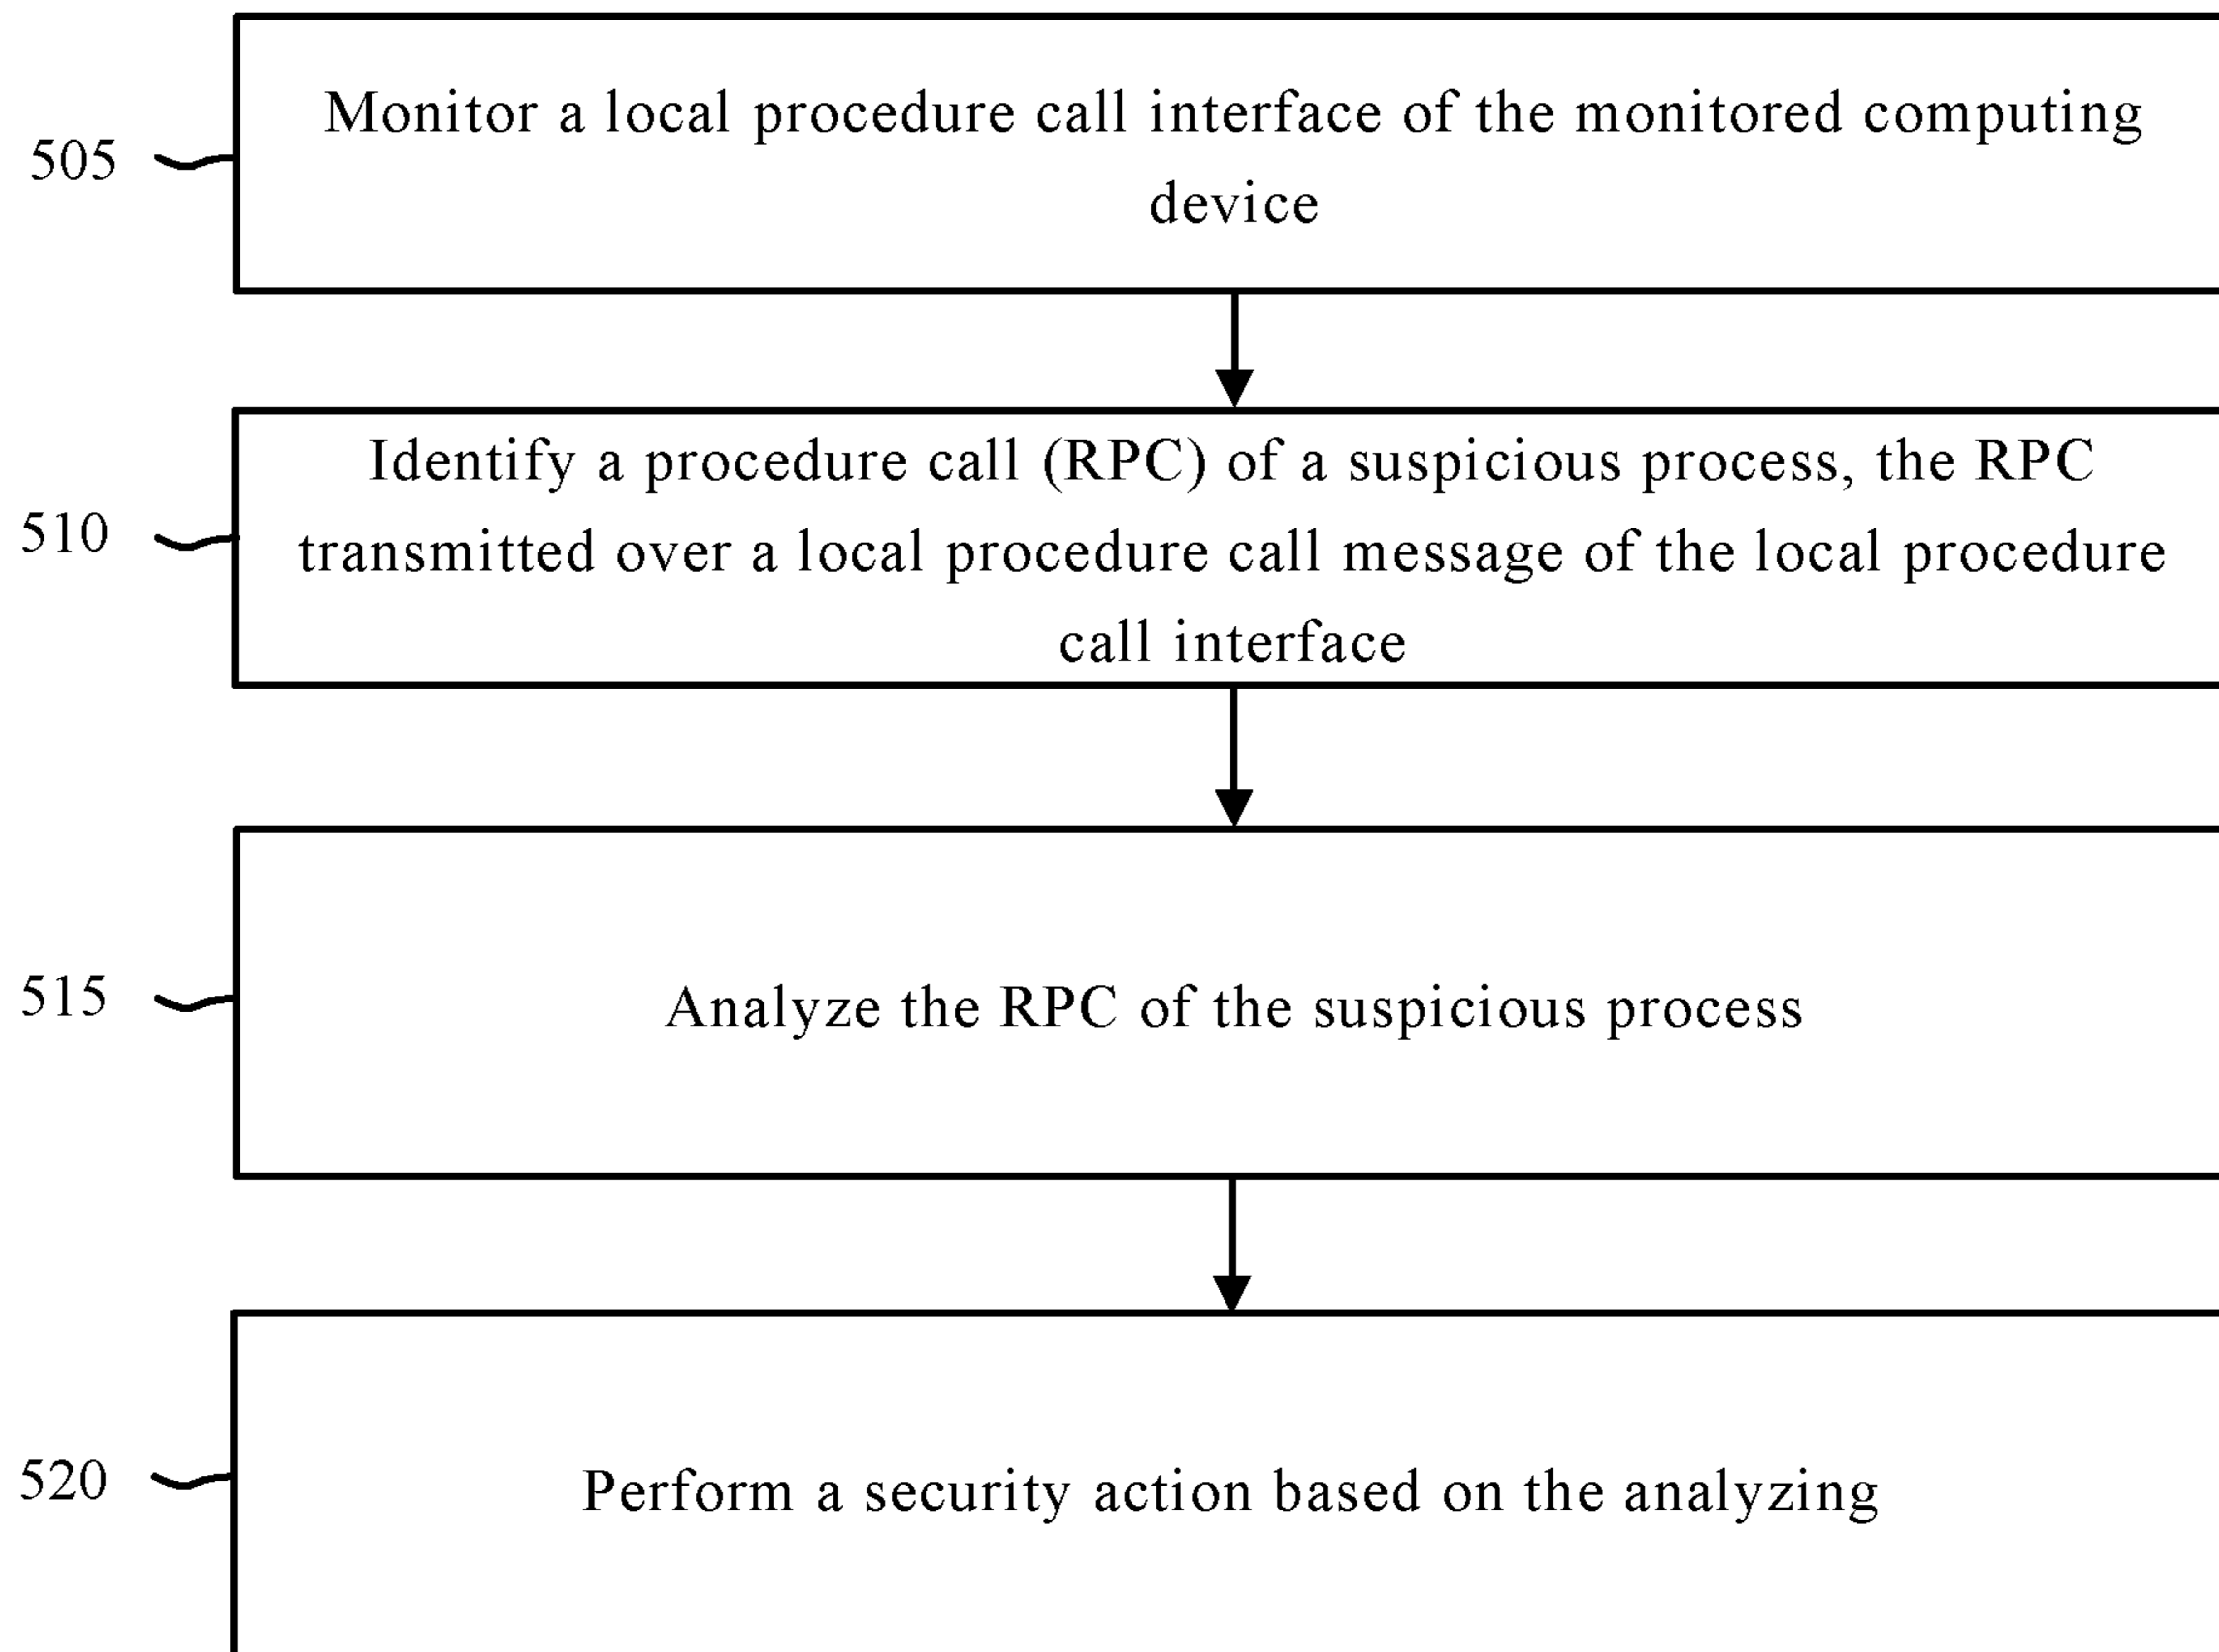 Monitor a local procedure call interface of the monitored computing
device
505
Identify a procedure call (RPC) of a suspicious process, the RPC
transmitted over a local procedure call message of the local procedure
call interface
510
Analyze the RPC of the suspicious process
515
Perform a security action based on the analyzing
520